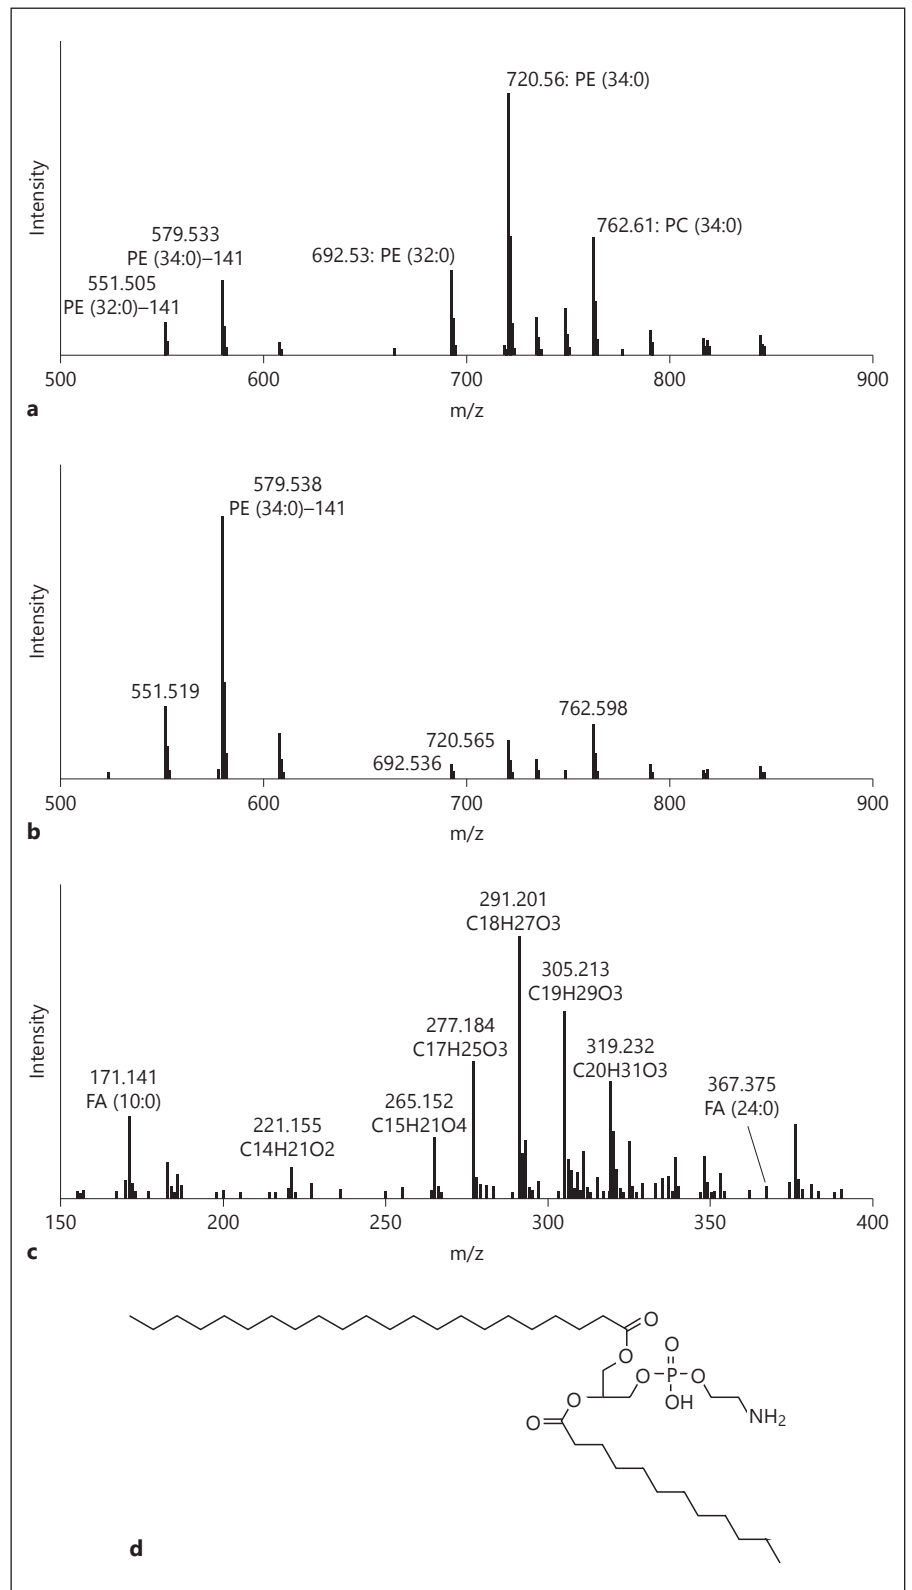 720.56: PE (34:0)
762.61: PC (34:0)
579.533
PE (34:0)–141
692.53: PE (32:0)
551.505
PE (32:0)–141
Intensity
500
600
700
800
900
m/z
a
579.538
PE (34:0)–141
551.519
762.598
720.565
692.536
Intensity
500
600
700
800
900
m/z
b
291.201
C18H27O3
305.213
C19H29O3
277.184
C17H25O3
319.232
C20H31O3
171.141
FA (10:0)
367.375
FA (24:0)
265.152
C15H21O4
221.155
C14H21O2
Intensity
150
200
250
300
350
400
m/z
c
O
O
O
O
P
O
OH
NH2
O
O
d